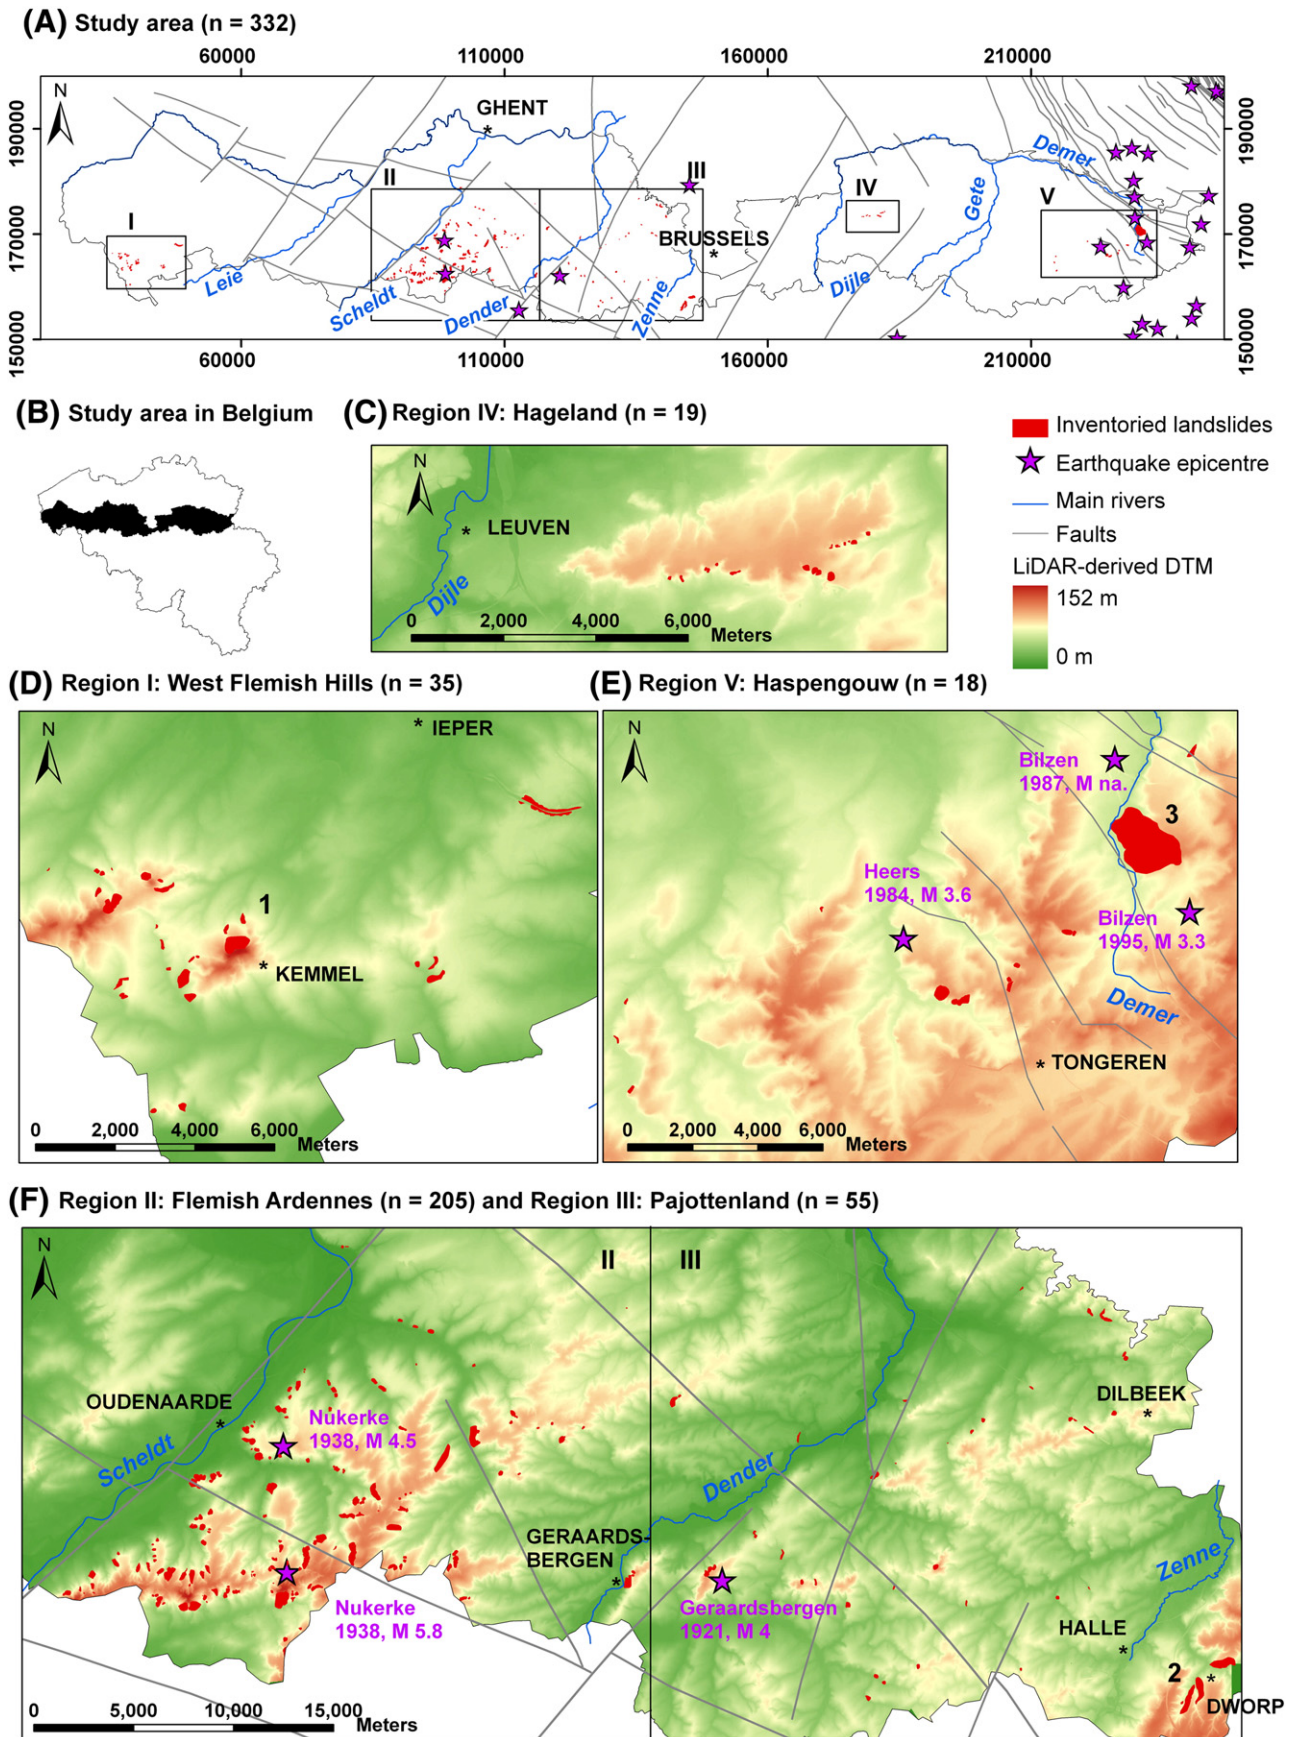 (A) Study area (n = 332)
60000 110000 160000 210000
N
190000 170000 150000
190000 170000 150000
GHENT
*
I
II
III
IV
V
BRUSSELS
*
Leie
Scheldt
Dender
Zenne
Dijle
Gete
Demer
60000 110000 160000 210000
(B) Study area in Belgium
(C) Region IV: Hageland (n = 19)
N
* LEUVEN
Dijle
0 2,000 4,000 6,000
Meters
Inventoried landslides
Earthquake epicentre
Main rivers
Faults
LiDAR-derived DTM
152 m
0 m
(D) Region I: West Flemish Hills (n = 35)
N
* IEPER
1
* KEMMEL
0 2,000 4,000 6,000
Meters
(E) Region V: Haspengouw (n = 18)
N
Bilzen
1987, M na.
3
Heers
1984, M 3.6
Bilzen
1995, M 3.3
Demer
* TONGEREN
0 2,000 4,000 6,000
Meters
(F) Region II: Flemish Ardennes (n = 205) and Region III: Pajottenland (n = 55)
N
II
III
OUDENAARDE
*
Nukerke
1938, M 4.5
Scheldt
DILBEEK
*
Dender
GERAARDS-
BERGEN
*
Zenne
Nukerke
1938, M 5.8
Geraardsbergen
1921, M 4
HALLE
*
2 *
DWORP
0 5,000 10,000 15,000
Meters